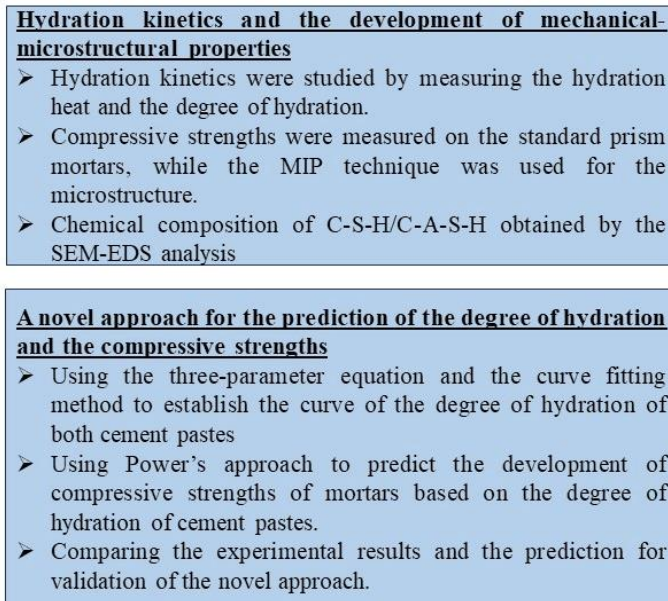 Hydration kinetics and the development of mechanical-
microstructural properties
➢ Hydration kinetics were studied by measuring the hydration
heat and the degree of hydration.
➢ Compressive strengths were measured on the standard prism
mortars, while the MIP technique was used for the
microstructure.
➢ Chemical composition of C-S-H/C-A-S-H obtained by the
SEM-EDS analysis
A novel approach for the prediction of the degree of hydration
and the compressive strengths
➢ Using the three-parameter equation and the curve fitting
method to establish the curve of the degree of hydration of
both cement pastes
➢ Using Power's approach to predict the development of
compressive strengths of mortars based on the degree of
hydration of cement pastes.
➢ Comparing the experimental results and the prediction for
validation of the novel approach.